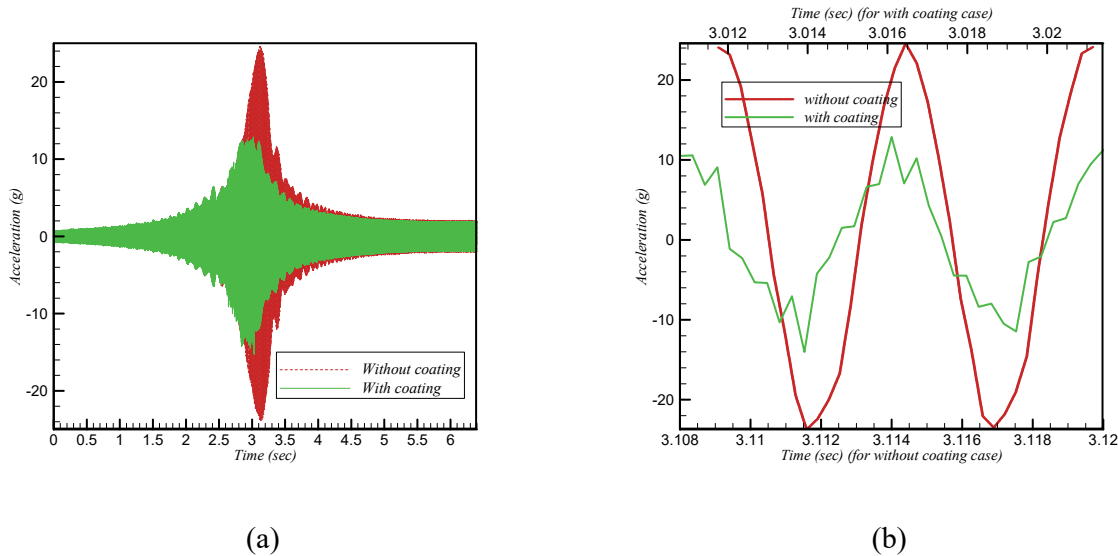 20
10
0
-10
-20
Acceleration (g)
Without coating
With coating
0 0.5 1 1.5 2 2.5 3 3.5 4 4.5 5 5.5 6
Time (sec)
(a)
Time (sec) (for with coating case)
3.012 3.014 3.016 3.018 3.02
20
10
0
-10
-20
Acceleration (g)
without coating
with coating
3.108 3.11 3.112 3.114 3.116 3.118 3.12
Time (sec) (for without coating case)
(b)